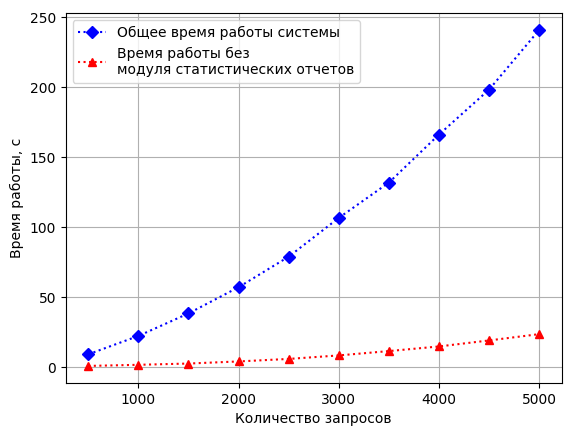 250
200
150
100
50
0
Время работы, с
Общее время работы системы
Время работы без
модуля статистических отчетов
1000
2000
3000
4000
5000
Количество запросов